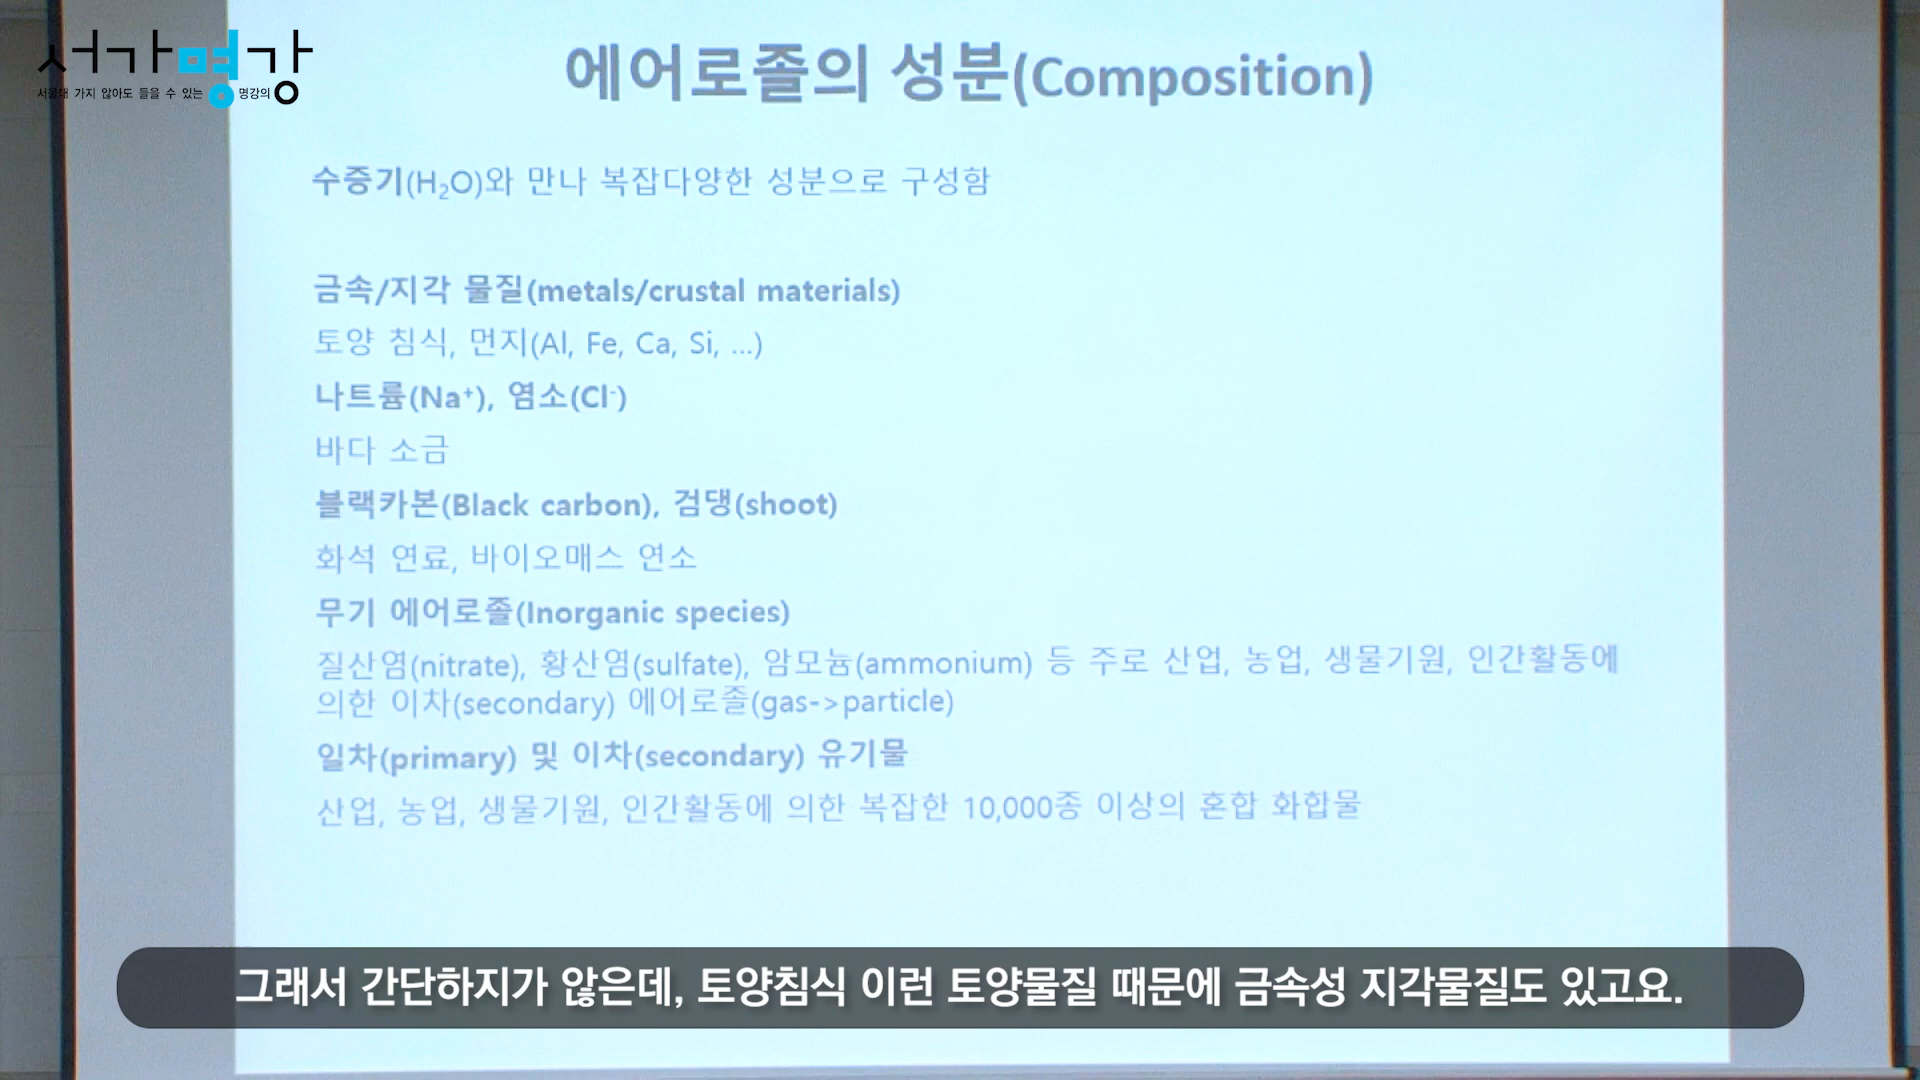 서가명강
서울대 가지 않아도 들을 수 있는 명강의
에어로졸의 성분(Composition)
수증기(H₂O)와 만나 복잡다양한 성분으로 구성함
금속/지각 물질(metals/crustal materials)
토양 침식, 먼지(Al, Fe, Ca, Si, ...)
나트륨(Na⁺), 염소(Cl⁻)
바다 소금
블랙카본(Black carbon), 검댕(shoot)
화석 연료, 바이오매스 연소
무기 에어로졸(Inorganic species)
질산염(nitrate), 황산염(sulfate), 암모늄(ammonium) 등 주로 산업, 농업, 생물기원, 인간활동에
의한 이차(secondary) 에어로졸(gas->particle)
일차(primary) 및 이차(secondary) 유기물
산업, 농업, 생물기원, 인간활동에 의한 복잡한 10,000종 이상의 혼합 화합물
그래서 간단하지가 않은데, 토양침식 이런 토양물질 때문에 금속성 지각물질도 있고요.